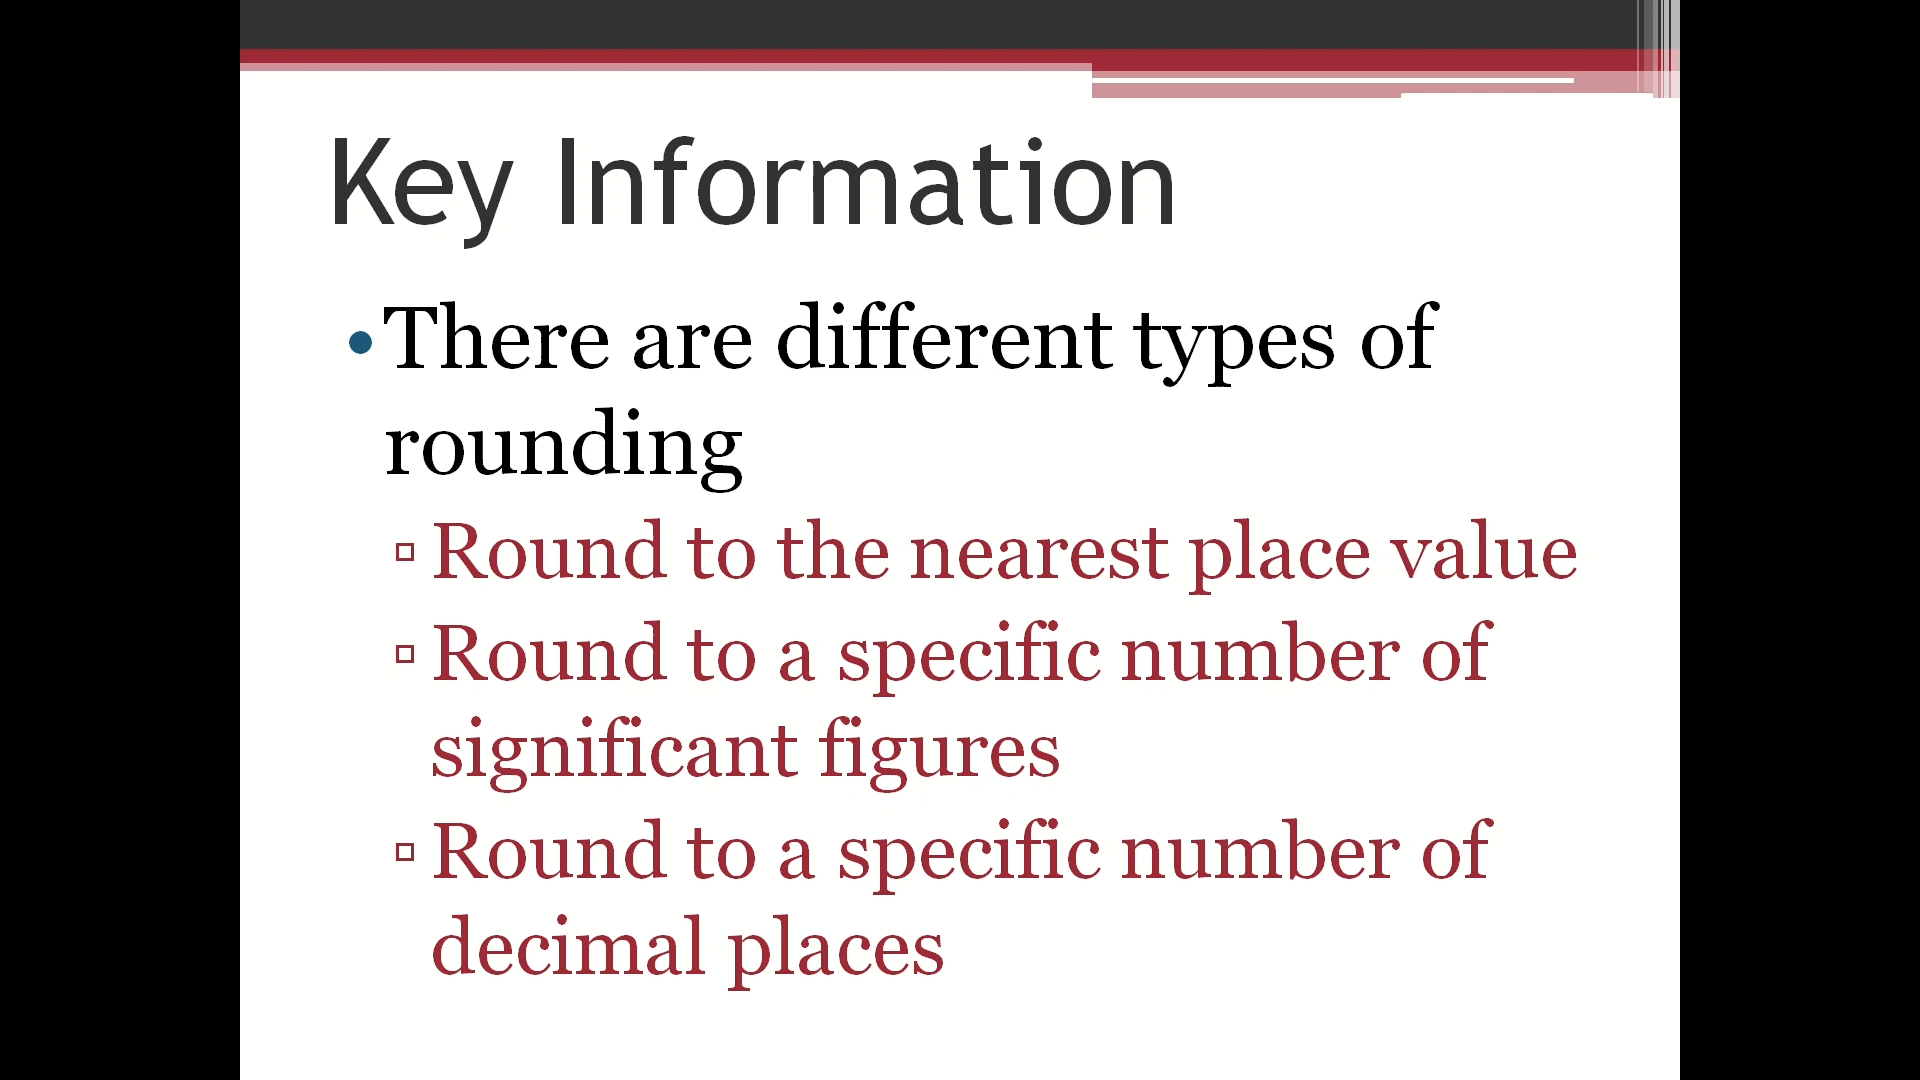 Key Information
•There are different types of
rounding
▫Round to the nearest place value
▫Round to a specific number of
significant figures
▫Round to a specific number of
decimal places